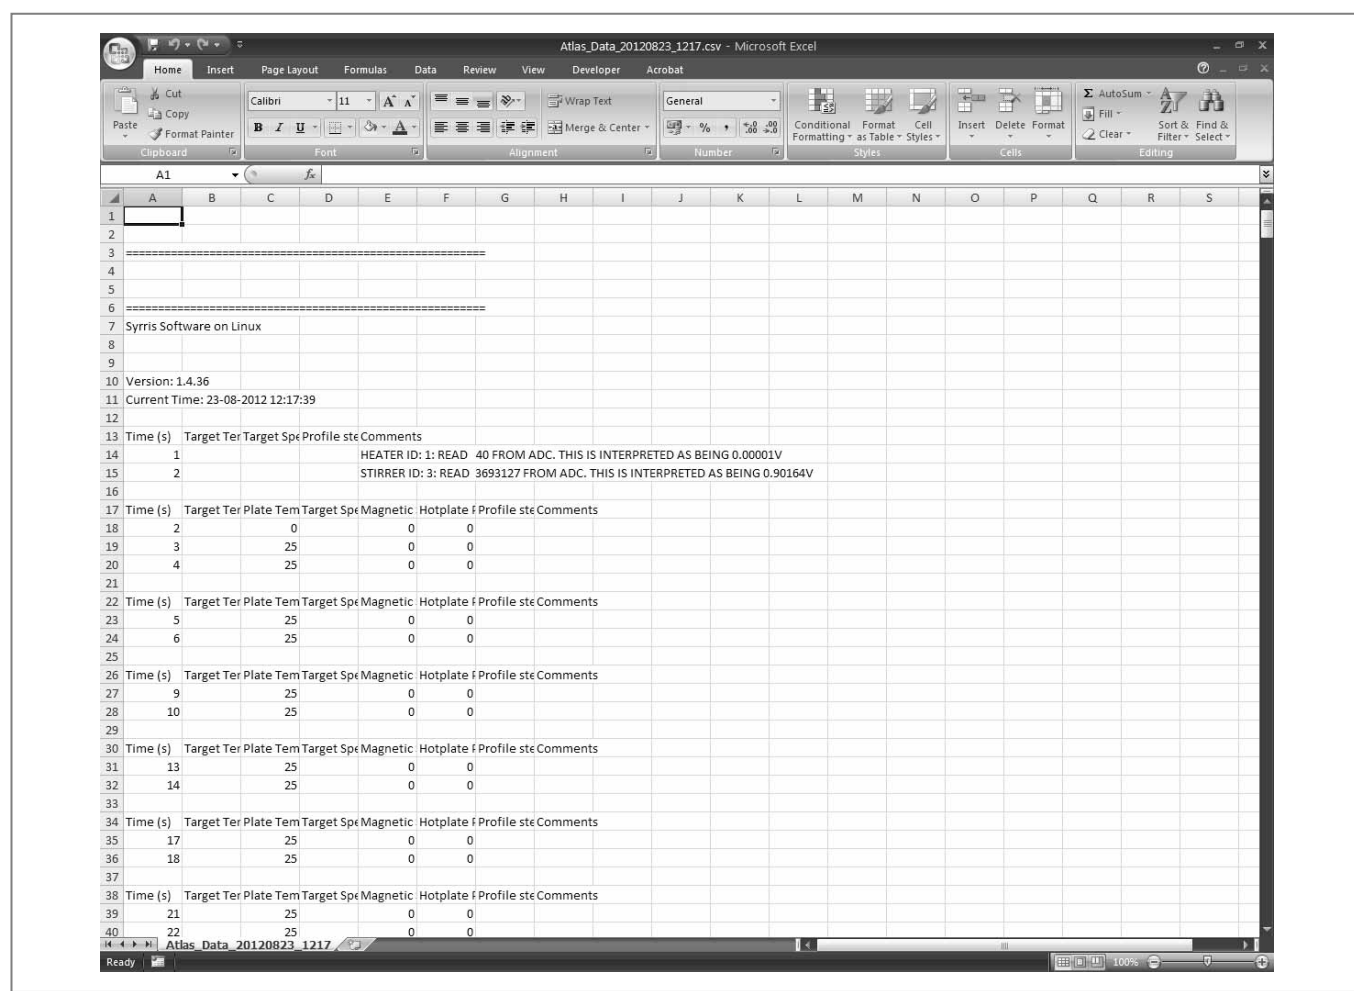 Atlas_Data_20120823_1217.csv - Microsoft Excel
Home Insert Page Layout Formulas Data Review View Developer Acrobat
Paste Cut Copy Format Painter Calibri 11 Wrap Text Merge & Center General Conditional Formatting Format as Table Cell Styles Insert Delete Format AutoSum Fill Clear Sort & Filter Find & Select
Clipboard Font Alignment Number Styles Cells Editing
A1 fx
A B C D E F G H I J K L M N O P Q R S
1
2
3 ========================================================
4
5
6 ========================================================
7 Syrris Software on Linux
8
9
10 Version: 1.4.36
11 Current Time: 23-08-2012 12:17:39
12
13 Time (s) Target Ter Target Spe Profile ste Comments
14 1 HEATER ID: 1: READ 40 FROM ADC. THIS IS INTERPRETED AS BEING 0.00001V
15 2 STIRRER ID: 3: READ 3693127 FROM ADC. THIS IS INTERPRETED AS BEING 0.90164V
16
17 Time (s) Target Ter Plate Tem Target Spe Magnetic Hotplate F Profile ste Comments
18 2 0 0 0
19 3 25 0 0
20 4 25 0 0
21
22 Time (s) Target Ter Plate Tem Target Spe Magnetic Hotplate F Profile ste Comments
23 5 25 0 0
24 6 25 0 0
25
26 Time (s) Target Ter Plate Tem Target Spe Magnetic Hotplate F Profile ste Comments
27 9 25 0 0
28 10 25 0 0
29
30 Time (s) Target Ter Plate Tem Target Spe Magnetic Hotplate F Profile ste Comments
31 13 25 0 0
32 14 25 0 0
33
34 Time (s) Target Ter Plate Tem Target Spe Magnetic Hotplate F Profile ste Comments
35 17 25 0 0
36 18 25 0 0
37
38 Time (s) Target Ter Plate Tem Target Spe Magnetic Hotplate F Profile ste Comments
39 21 25 0 0
40 22 25 0 0
Atlas_Data_20120823_1217
Ready 100%